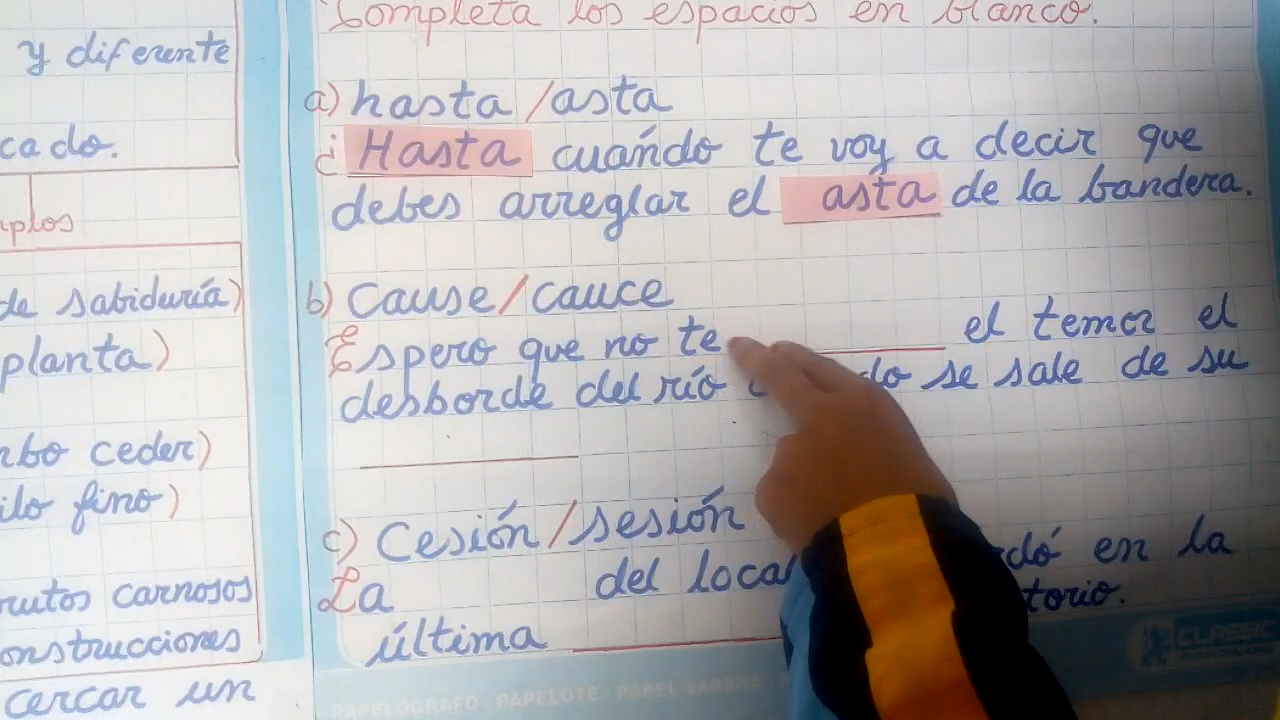 y diferente
cado.
mplos
de sabiduría)
planta)
rbo ceder)
ilo fino)
rutos carnosos
onstrucciones
cercar un
Completa los espacios en blanco.
a) hasta / asta
¿ Hasta cuándo te voy a decir que
debes arreglar el asta de la bandera.
b) Cause / cauce
Espero que no te el temor el
desborde del río do se sale de su
c) Cesión / sesión
La del local dó en la
última torio.
CLASSIC
PAPELÓGRAFO - PAPELOTE - PAPEL SÁBANA -